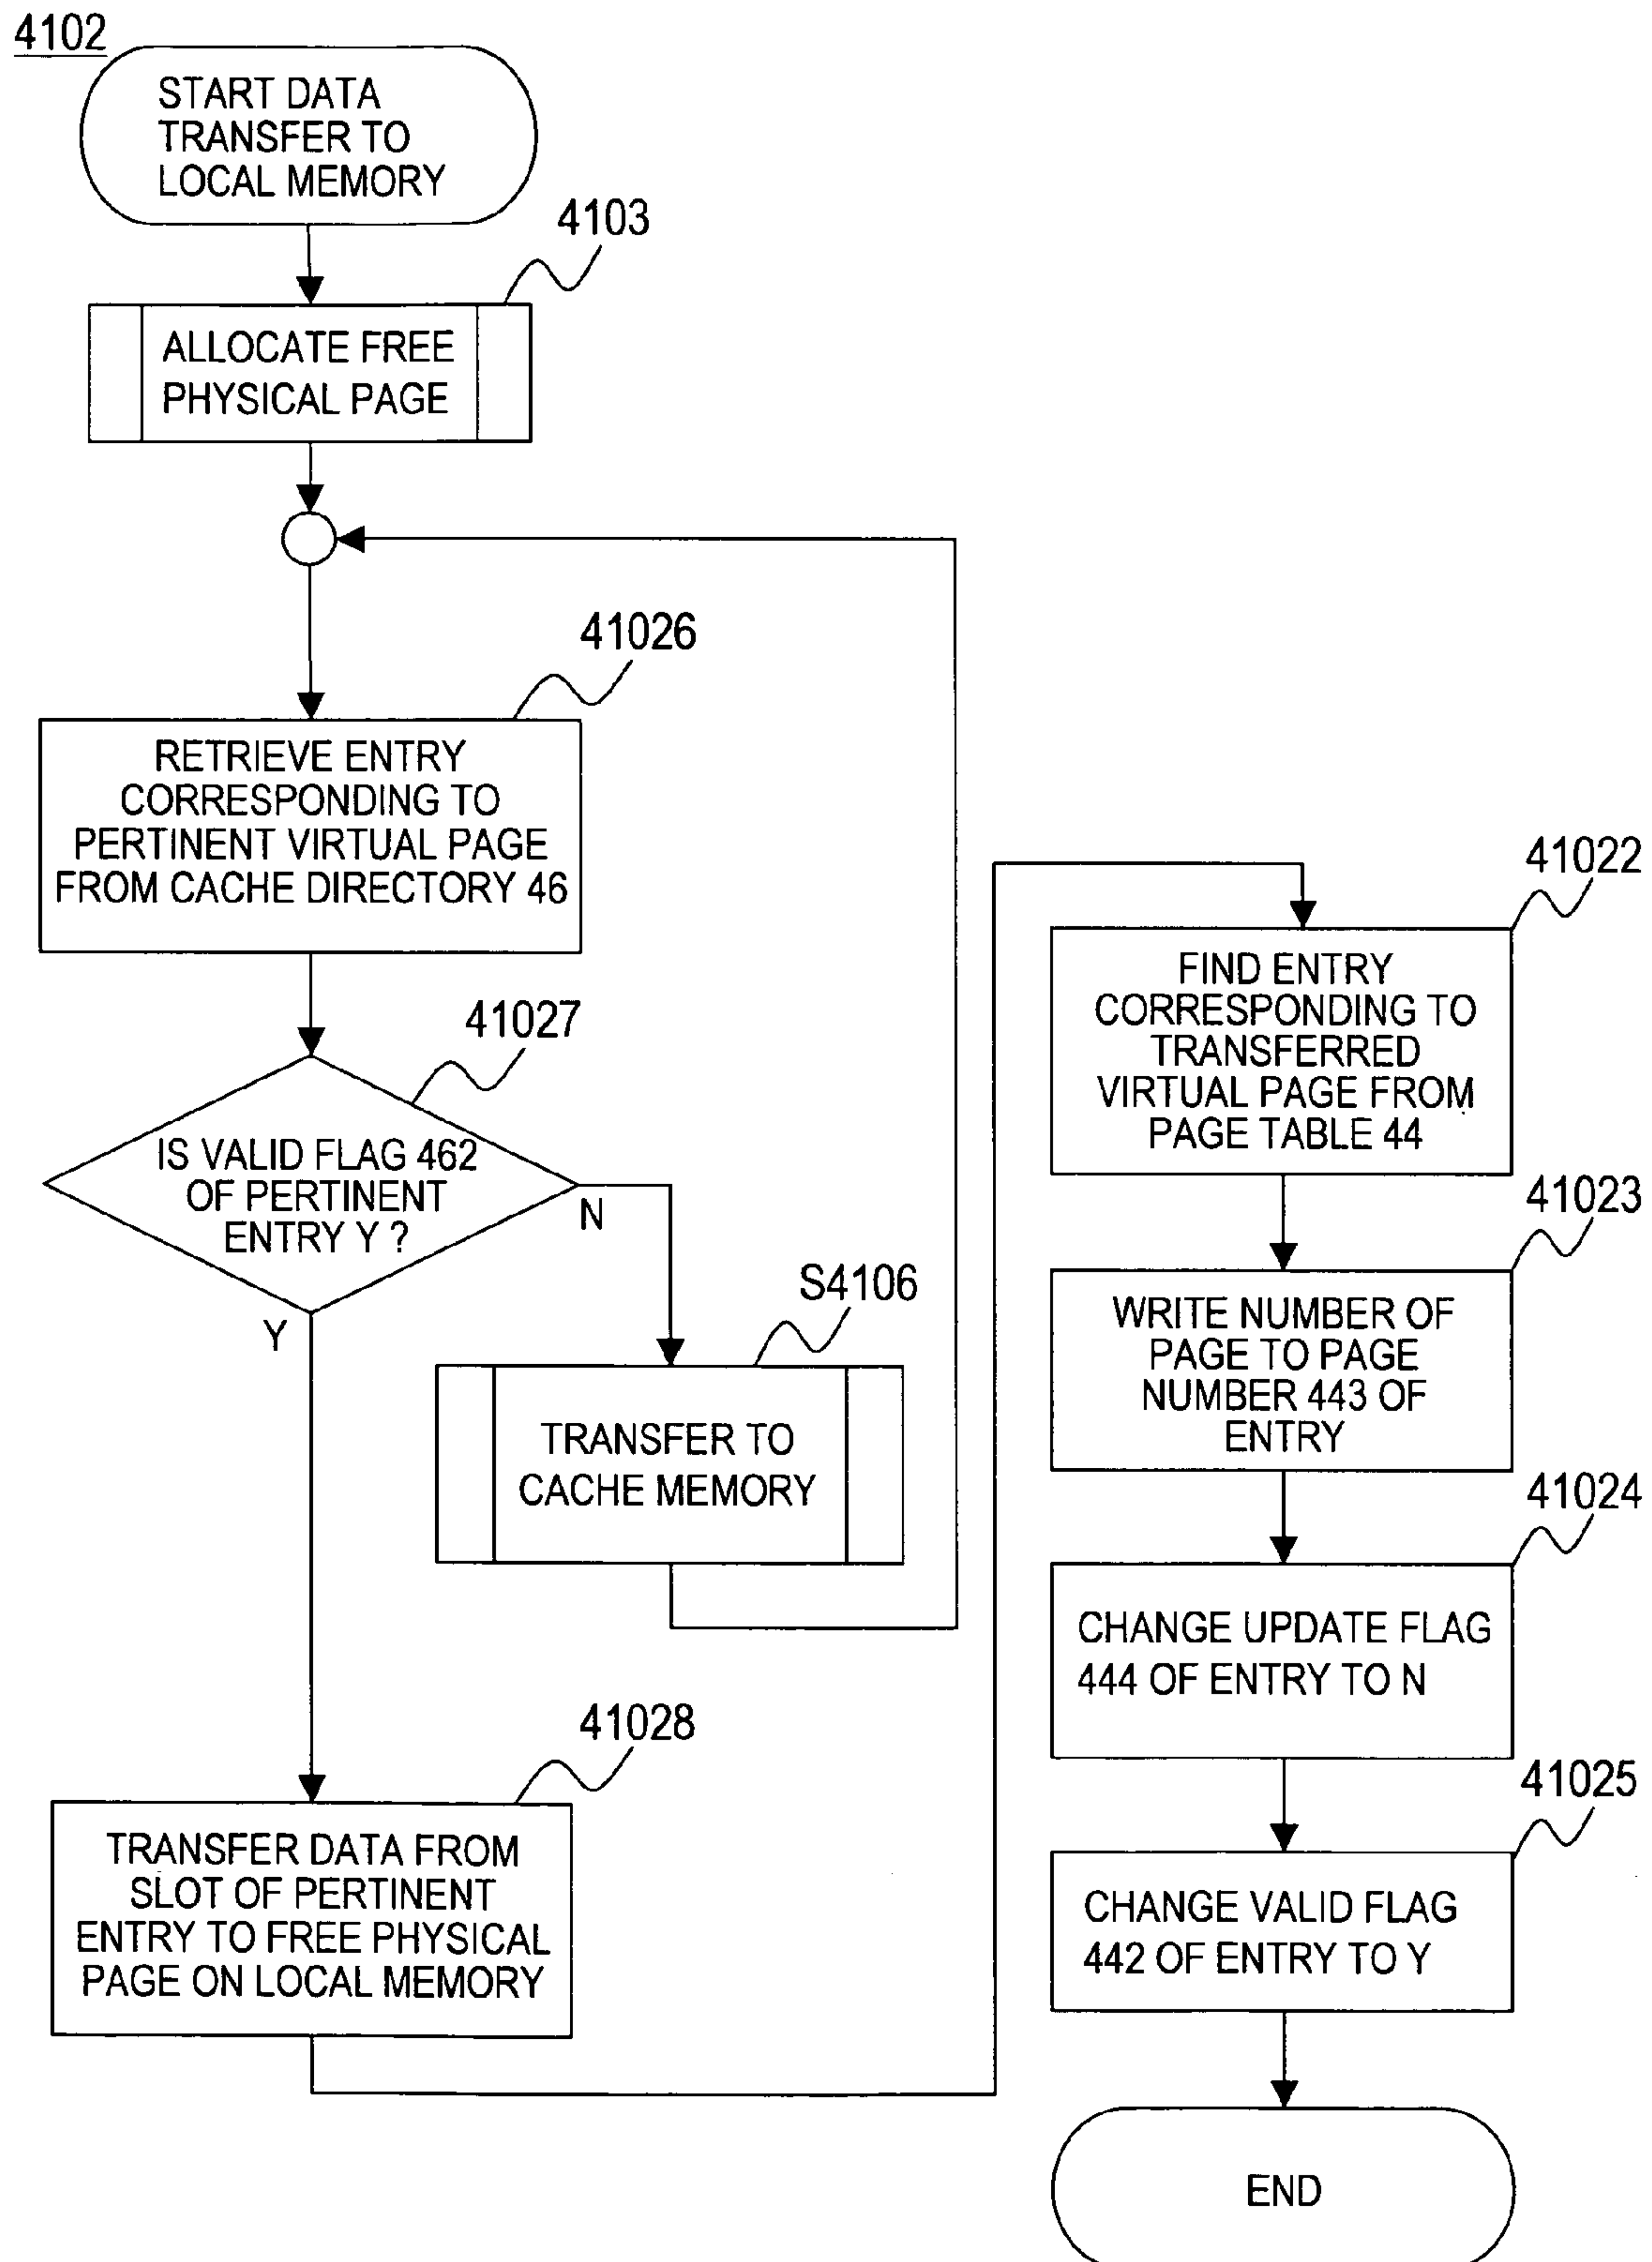 4102
START DATA
TRANSFER TO
LOCAL MEMORY
4103
ALLOCATE FREE
PHYSICAL PAGE
41026
RETRIEVE ENTRY
CORRESPONDING TO
PERTINENT VIRTUAL PAGE
FROM CACHE DIRECTORY 46
41027
IS VALID FLAG 462
OF PERTINENT
ENTRY Y ?
N
Y
S4106
TRANSFER TO
CACHE MEMORY
41028
TRANSFER DATA FROM
SLOT OF PERTINENT
ENTRY TO FREE PHYSICAL
PAGE ON LOCAL MEMORY
41022
FIND ENTRY
CORRESPONDING TO
TRANSFERRED
VIRTUAL PAGE FROM
PAGE TABLE 44
41023
WRITE NUMBER OF
PAGE TO PAGE
NUMBER 443 OF
ENTRY
41024
CHANGE UPDATE FLAG
444 OF ENTRY TO N
41025
CHANGE VALID FLAG
442 OF ENTRY TO Y
END